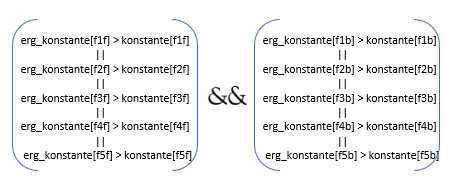 erg_konstante[f1f] > konstante[f1f]
||
erg_konstante[f2f] > konstante[f2f]
||
erg_konstante[f3f] > konstante[f3f]
||
erg_konstante[f4f] > konstante[f4f]
||
erg_konstante[f5f] > konstante[f5f]
&&
erg_konstante[f1b] > konstante[f1b]
||
erg_konstante[f2b] > konstante[f2b]
||
erg_konstante[f3b] > konstante[f3b]
||
erg_konstante[f4b] > konstante[f4b]
||
erg_konstante[f5b] > konstante[f5b]